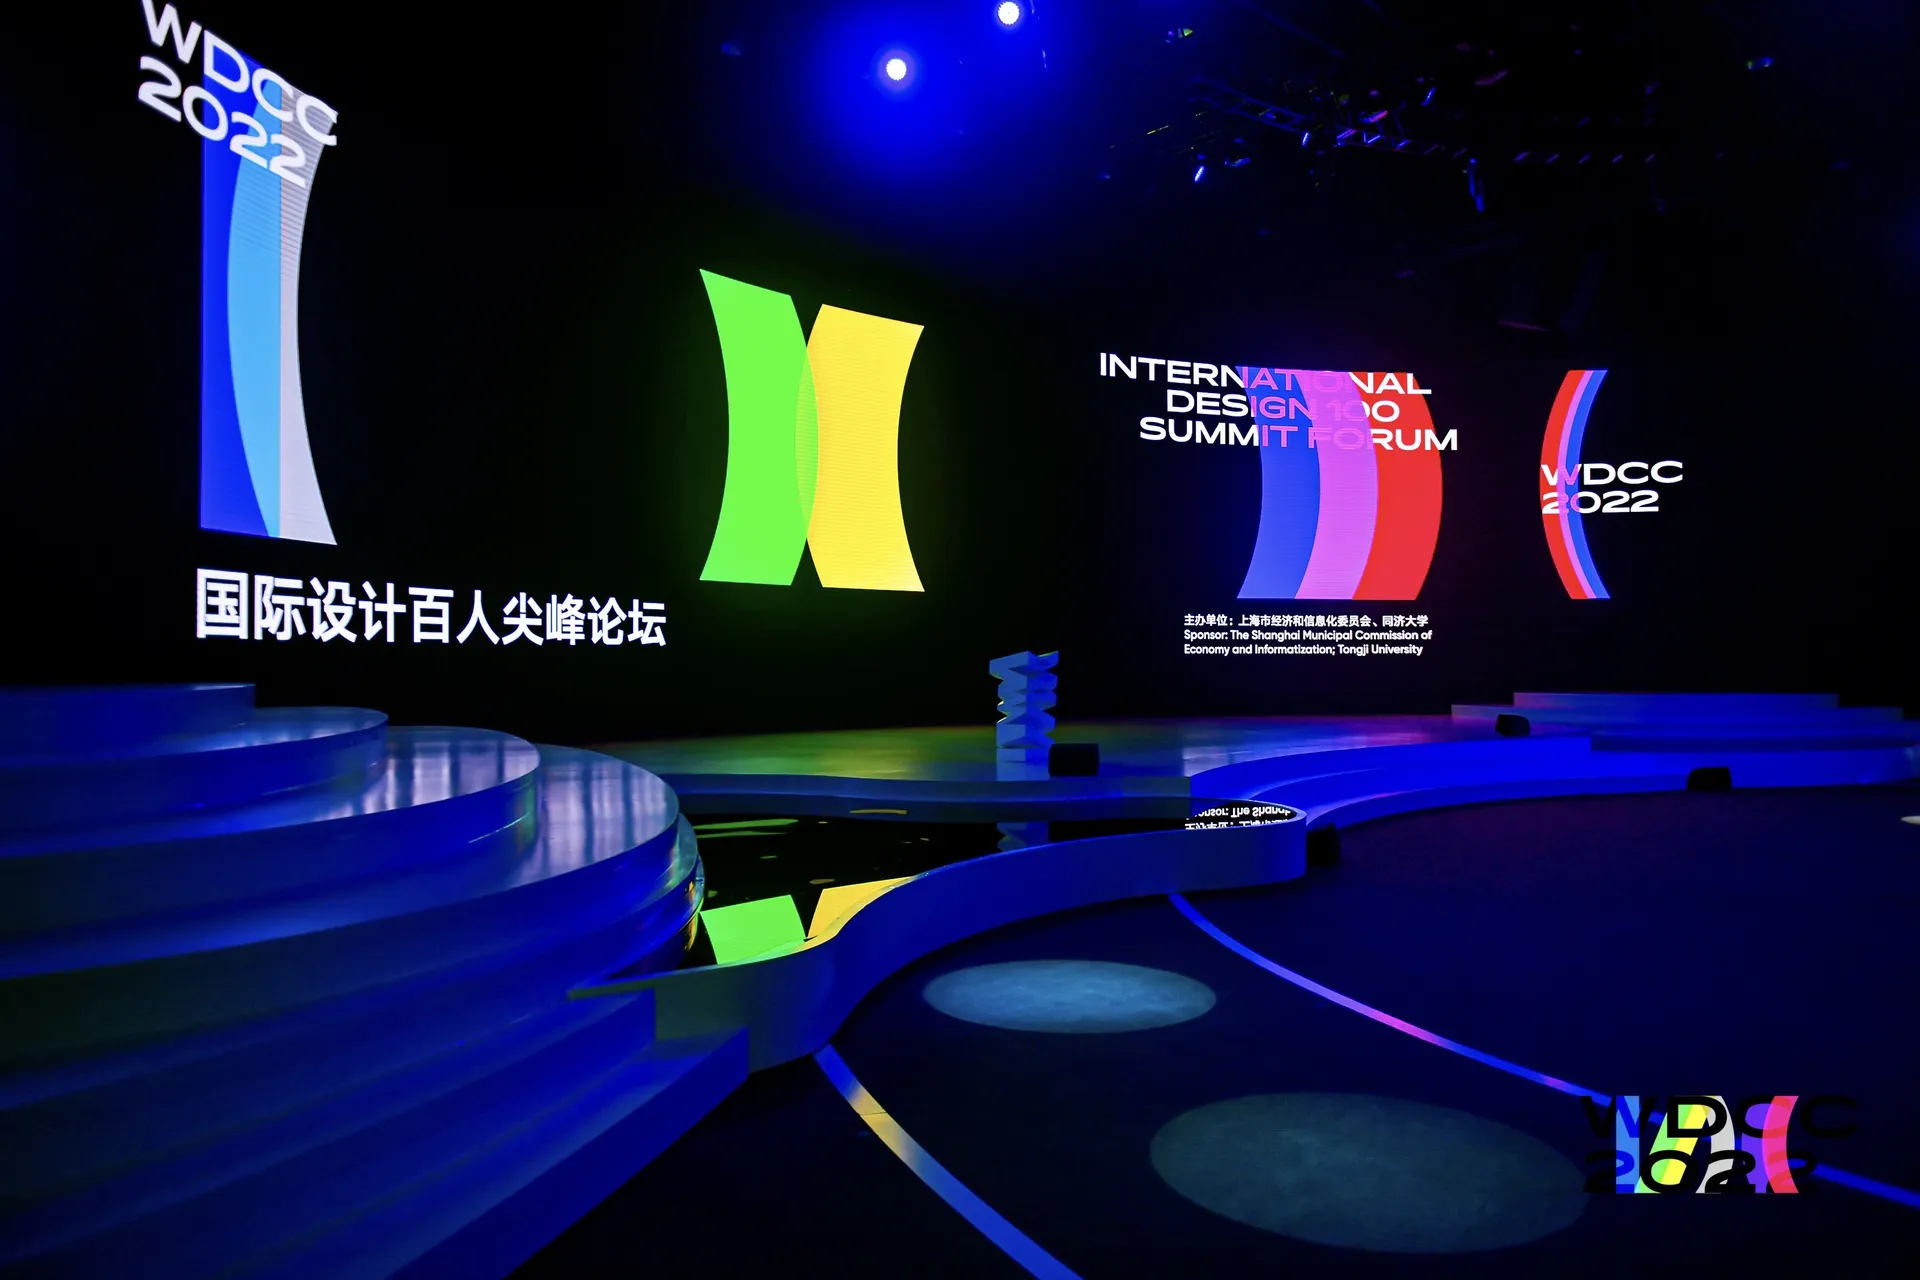 WDCC
2022
国际设计百人尖峰论坛
INTERNATIONAL
DESIGN 100
SUMMIT FORUM
WDCC
2022
主办单位：上海市经济和信息化委员会、同济大学
Sponsor: The Shanghai Municipal Commission of
Economy and Informatization; Tongji University
WDCC
2022